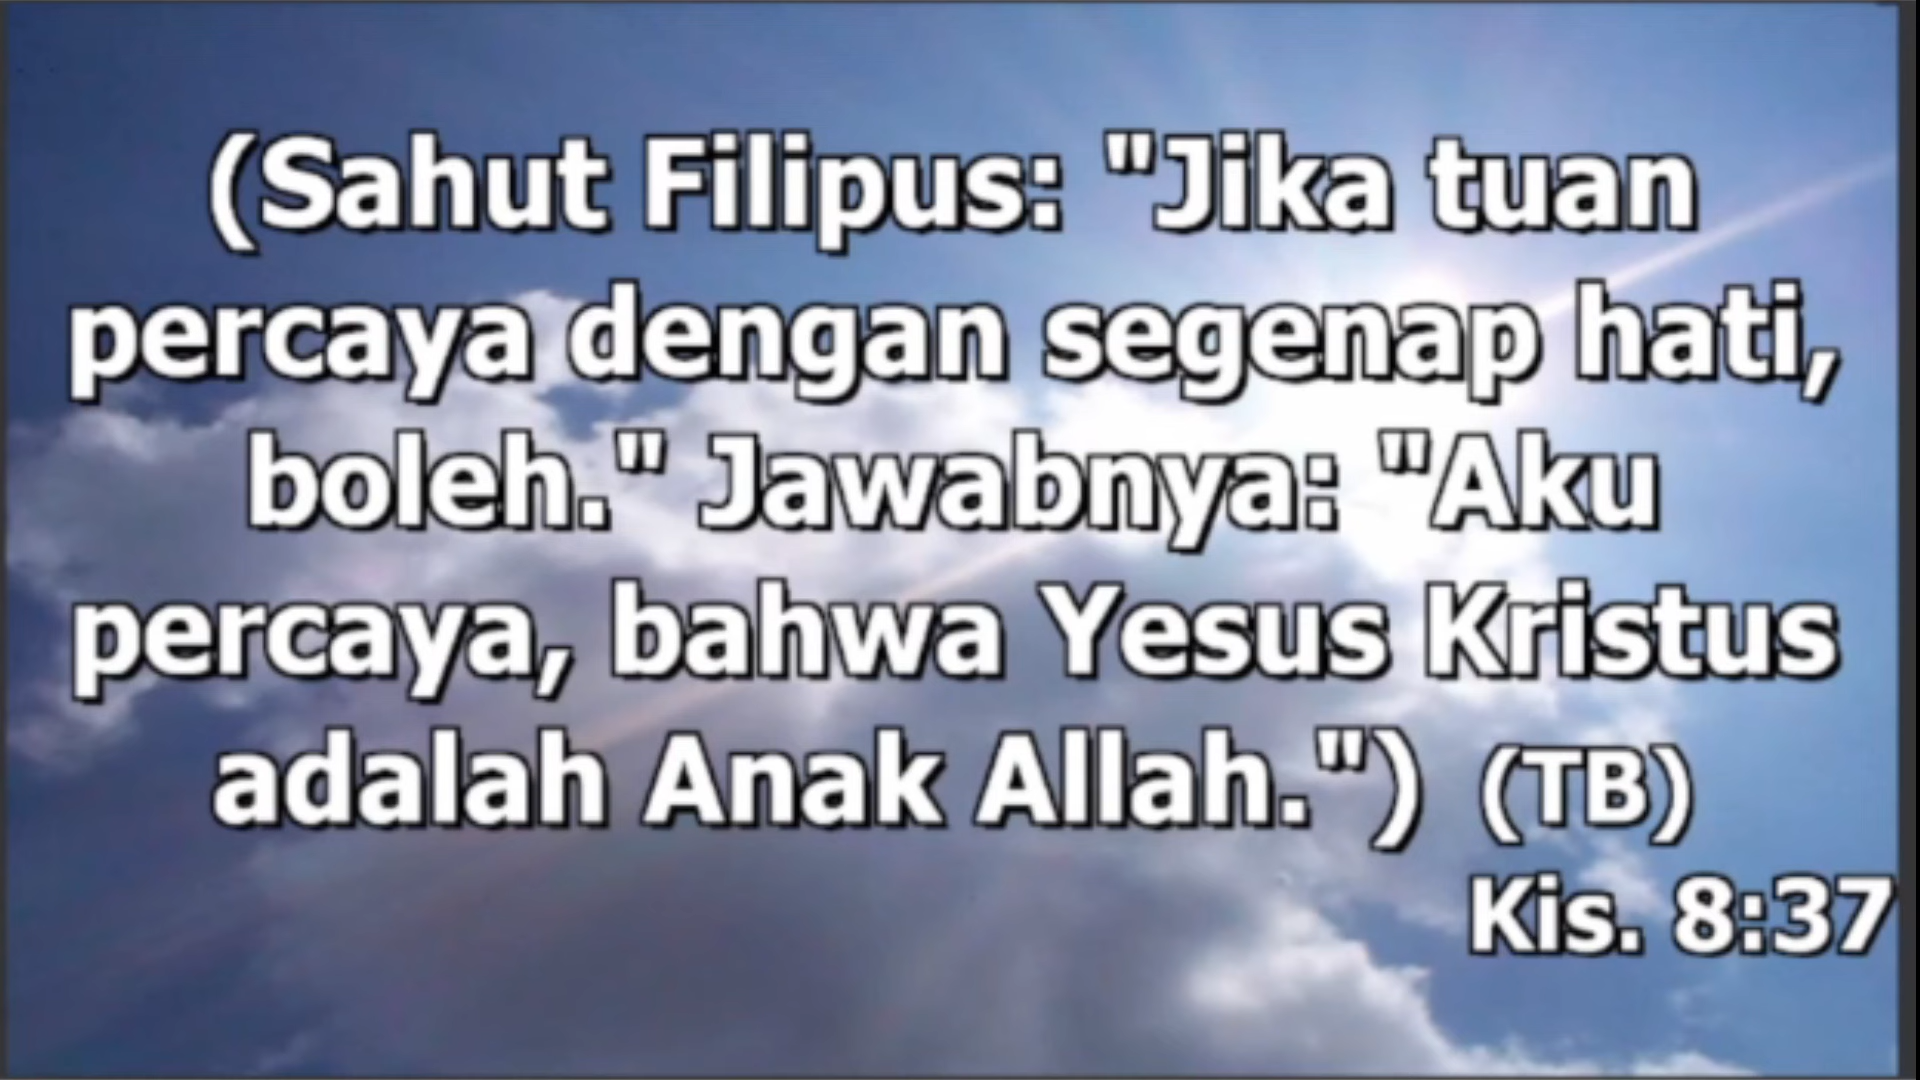 (Sahut Filipus: "Jika tuan
percaya dengan segenap hati,
boleh." Jawabnya: "Aku
percaya, bahwa Yesus Kristus
adalah Anak Allah.") (TB)
Kis. 8:37